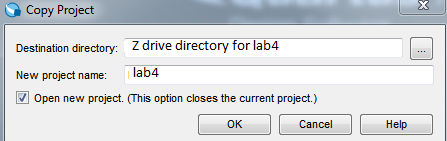 Copy Project
Destination directory: Z drive directory for lab4 ...
New project name: lab4
Open new project. (This option closes the current project.)
OK Cancel Help